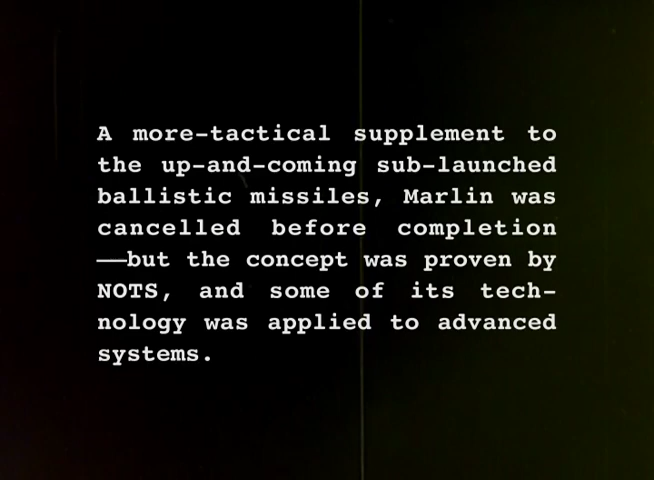 A more-tactical supplement to
the up-and-coming sub-launched
ballistic missiles, Marlin was
cancelled before completion
——but the concept was proven by
NOTS, and some of its tech-
nology was applied to advanced
systems.